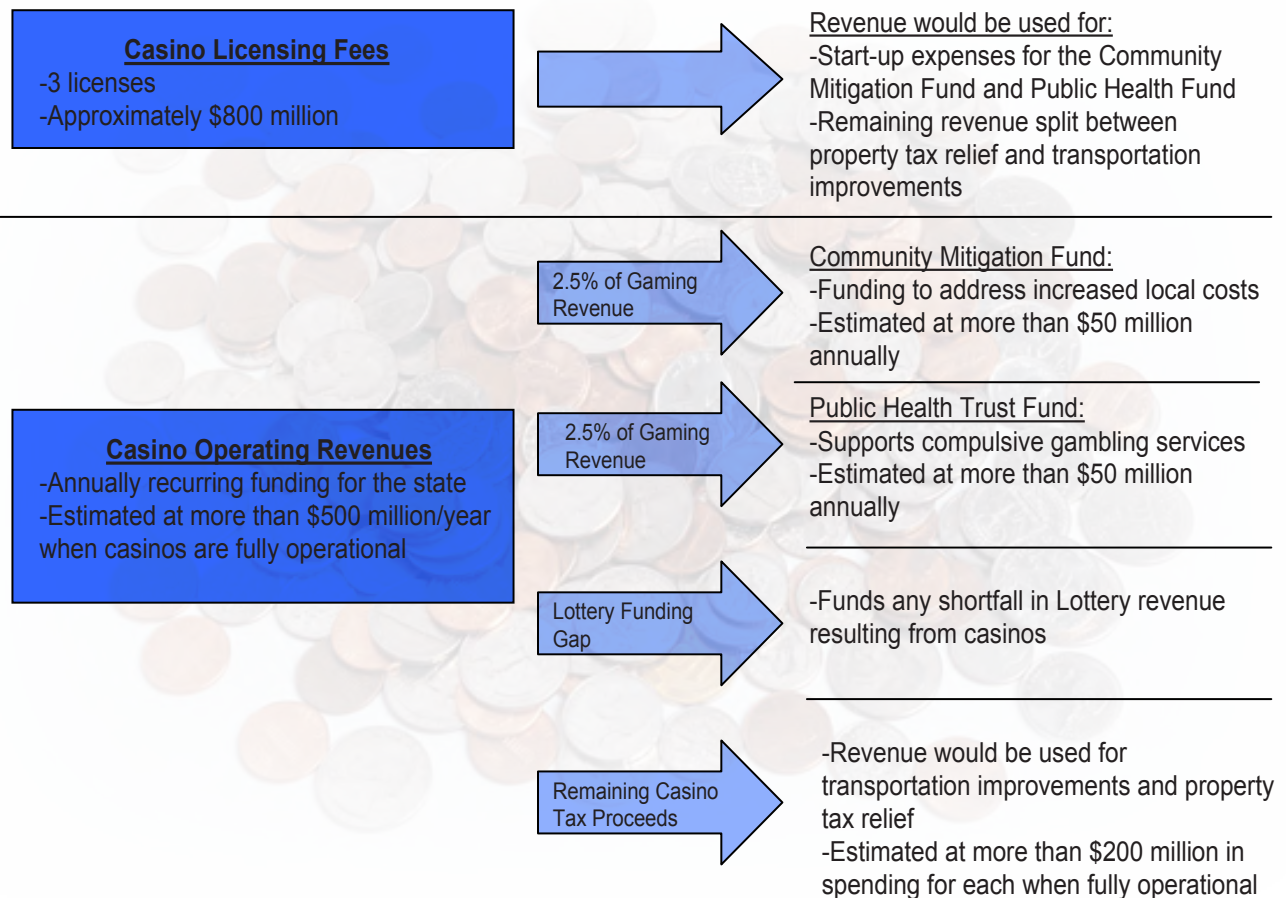 Casino Licensing Fees
-3 licenses
-Approximately $800 million
Revenue would be used for:
-Start-up expenses for the Community
Mitigation Fund and Public Health Fund
-Remaining revenue split between
property tax relief and transportation
improvements
Casino Operating Revenues
-Annually recurring funding for the state
-Estimated at more than $500 million/year
when casinos are fully operational
2.5% of Gaming
Revenue
Community Mitigation Fund:
-Funding to address increased local costs
-Estimated at more than $50 million
annually
2.5% of Gaming
Revenue
Public Health Trust Fund:
-Supports compulsive gambling services
-Estimated at more than $50 million
annually
Lottery Funding
Gap
-Funds any shortfall in Lottery revenue
resulting from casinos
Remaining Casino
Tax Proceeds
-Revenue would be used for
transportation improvements and property
tax relief
-Estimated at more than $200 million in
spending for each when fully operational